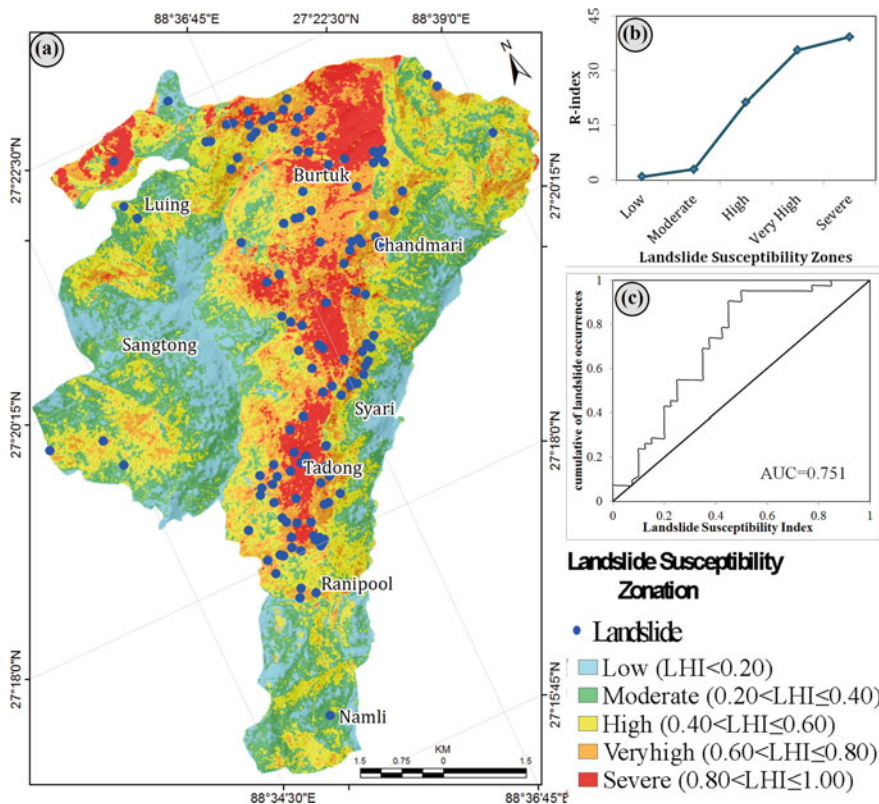 88°36'45"E
27°22'30"N
88°39'0"E
(a)
N
27°22'30"N
27°20'15"N
Burtuk
Luing
Chandmari
Sangtong
Syari
27°20'15"N
27°18'0"N
Tadong
Ranipool
27°18'0"N
27°15'45"N
Namli
KM
1.5 0.75 0 1.5
88°34'30"E
88°36'45"E
(b)
45
30
15
0
R-index
Low
Moderate
High
Very High
Severe
Landslide Susceptibility Zones
(c)
1
0.8
0.6
0.4
0.2
0
cumulative of landslide occurrences
AUC=0.751
0 0.2 0.4 0.6 0.8 1
Landslide Susceptibility Index
Landslide Susceptibility
Zonation
Landslide
Low (LHI<0.20)
Moderate (0.20<LHI≤0.40)
High (0.40<LHI≤0.60)
Veryhigh (0.60<LHI≤0.80)
Severe (0.80<LHI≤1.00)